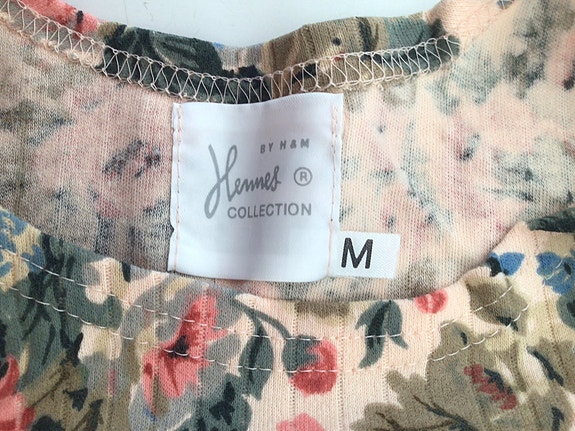 BY H&M
Hennes ®
COLLECTION
M